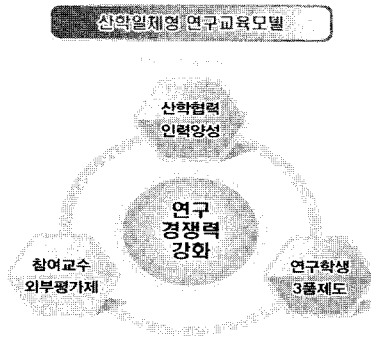 산학일체형 연구교육모델
산학협력
인력양성
연구
경쟁력
강화
참여교수
외부평가제
연구학생
3품제도